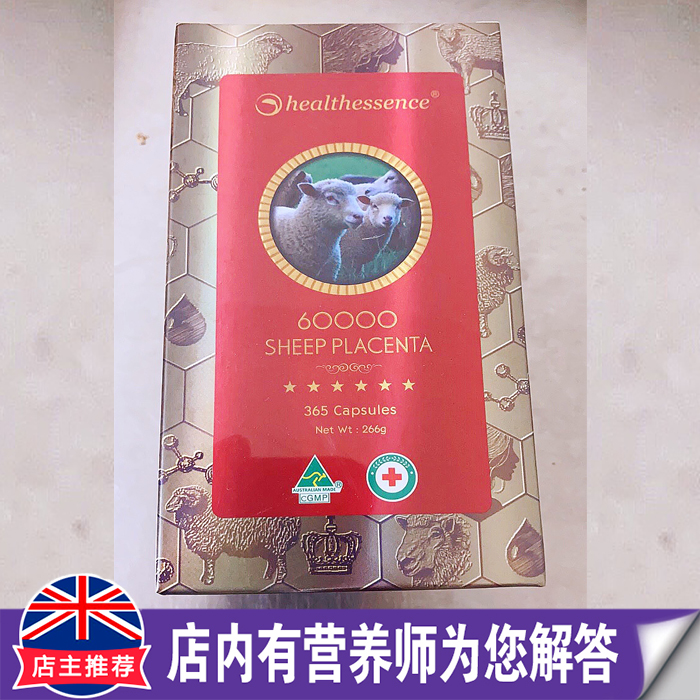 healthessence®
60000
SHEEP PLACENTA
365 Capsules
Net Wt : 266g
AUSTRALIAN MADE ®
CGMP
店主推荐
店内有营养师为您解答